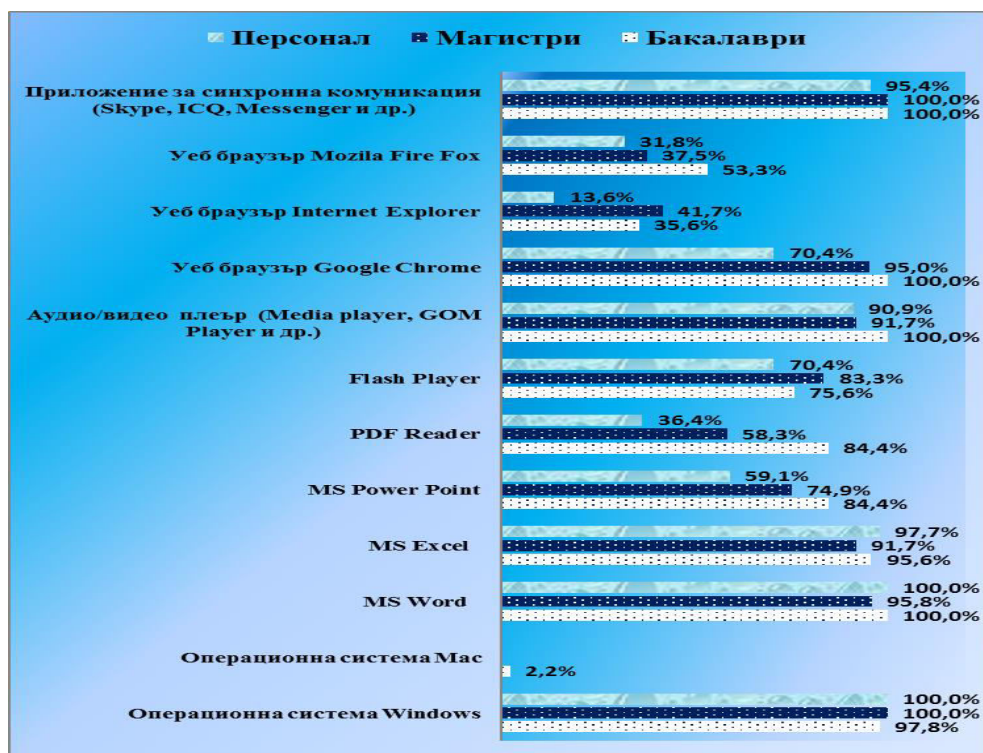 Персонал Магистри Бакалаври
Приложение за синхронна комуникация
(Skype, ICQ, Messenger и др.)
95,4%
100,0%
100,0%
Уеб браузър Mozila Fire Fox
31,8%
37,5%
53,3%
Уеб браузър Internet Explorer
13,6%
41,7%
35,6%
Уеб браузър Google Chrome
70,4%
95,0%
100,0%
Аудио/видео плеър (Media player, GOM
Player и др.)
90,9%
91,7%
100,0%
Flash Player
70,4%
83,3%
75,6%
PDF Reader
36,4%
58,3%
84,4%
MS Power Point
59,1%
74,9%
84,4%
MS Excel
97,7%
91,7%
95,6%
MS Word
100,0%
95,8%
100,0%
Операционна система Mac
2,2%
Операционна система Windows
100,0%
100,0%
97,8%